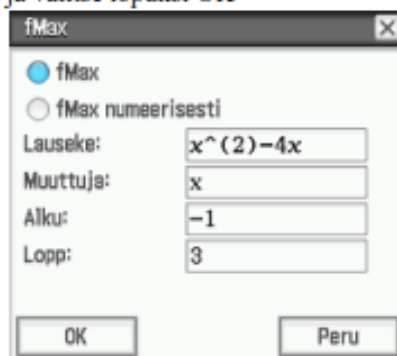 fMax
fMax
fMax numeerisesti
Lauseke: x^(2)-4x
Muuttuja: x
Alku: -1
Lopp: 3
OK Peru